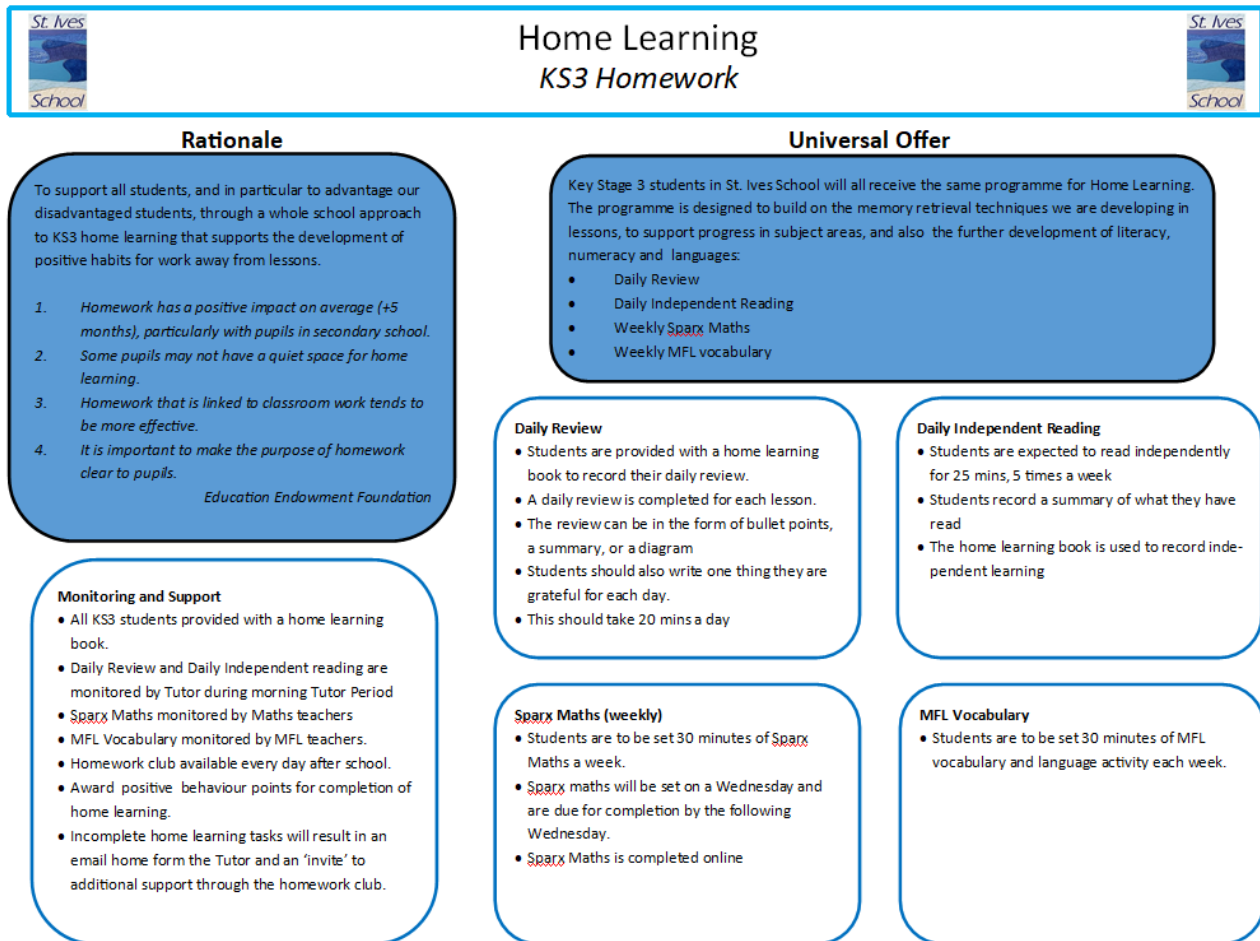 St. Ives
School
Home Learning
KS3 Homework
St. Ives
School
Rationale
To support all students, and in particular to advantage our
disadvantaged students, through a whole school approach
to KS3 home learning that supports the development of
positive habits for work away from lessons.
1. Homework has a positive impact on average (+5
months), particularly with pupils in secondary school.
2. Some pupils may not have a quiet space for home
learning.
3. Homework that is linked to classroom work tends to
be more effective.
4. It is important to make the purpose of homework
clear to pupils.
Education Endowment Foundation
Monitoring and Support
• All KS3 students provided with a home learning
book.
• Daily Review and Daily Independent reading are
monitored by Tutor during morning Tutor Period
• Sparx Maths monitored by Maths teachers
• MFL Vocabulary monitored by MFL teachers.
• Homework club available every day after school.
• Award positive behaviour points for completion of
home learning.
• Incomplete home learning tasks will result in an
email home form the Tutor and an ‘invite’ to
additional support through the homework club.
Universal Offer
Key Stage 3 students in St. Ives School will all receive the same programme for Home Learning.
The programme is designed to build on the memory retrieval techniques we are developing in
lessons, to support progress in subject areas, and also the further development of literacy,
numeracy and languages:
• Daily Review
• Daily Independent Reading
• Weekly Sparx Maths
• Weekly MFL vocabulary
Daily Review
• Students are provided with a home learning
book to record their daily review.
• A daily review is completed for each lesson.
• The review can be in the form of bullet points,
a summary, or a diagram
• Students should also write one thing they are
grateful for each day.
• This should take 20 mins a day
Daily Independent Reading
• Students are expected to read independently
for 25 mins, 5 times a week
• Students record a summary of what they have
read
• The home learning book is used to record inde-
pendent learning
Sparx Maths (weekly)
• Students are to be set 30 minutes of Sparx
Maths a week.
• Sparx maths will be set on a Wednesday and
are due for completion by the following
Wednesday.
• Sparx Maths is completed online
MFL Vocabulary
• Students are to be set 30 minutes of MFL
vocabulary and language activity each week.